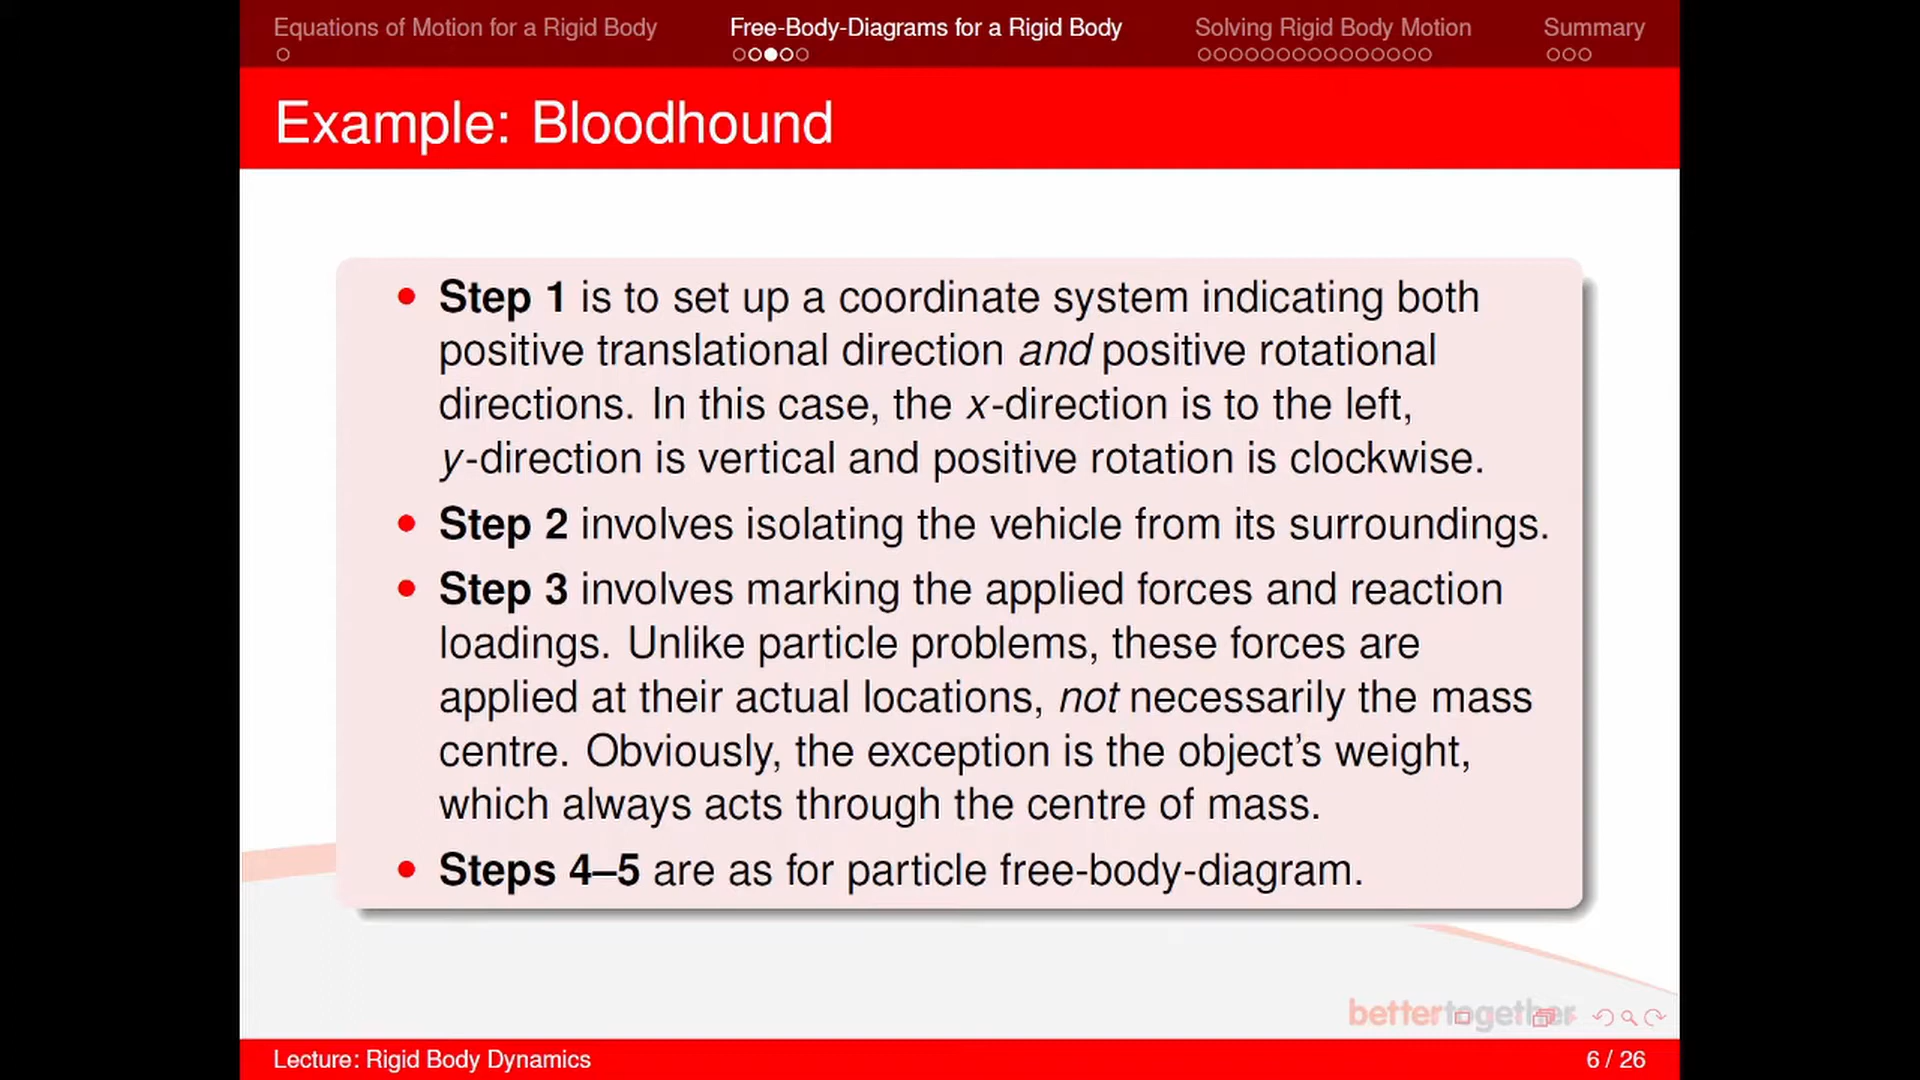 Equations of Motion for a Rigid Body
Free-Body-Diagrams for a Rigid Body
Solving Rigid Body Motion
Summary
Example: Bloodhound
Step 1 is to set up a coordinate system indicating both
positive translational direction and positive rotational
directions. In this case, the x-direction is to the left,
y-direction is vertical and positive rotation is clockwise.
Step 2 involves isolating the vehicle from its surroundings.
Step 3 involves marking the applied forces and reaction
loadings. Unlike particle problems, these forces are
applied at their actual locations, not necessarily the mass
centre. Obviously, the exception is the object's weight,
which always acts through the centre of mass.
Steps 4–5 are as for particle free-body-diagram.
bettertogether
Lecture: Rigid Body Dynamics
6 / 26